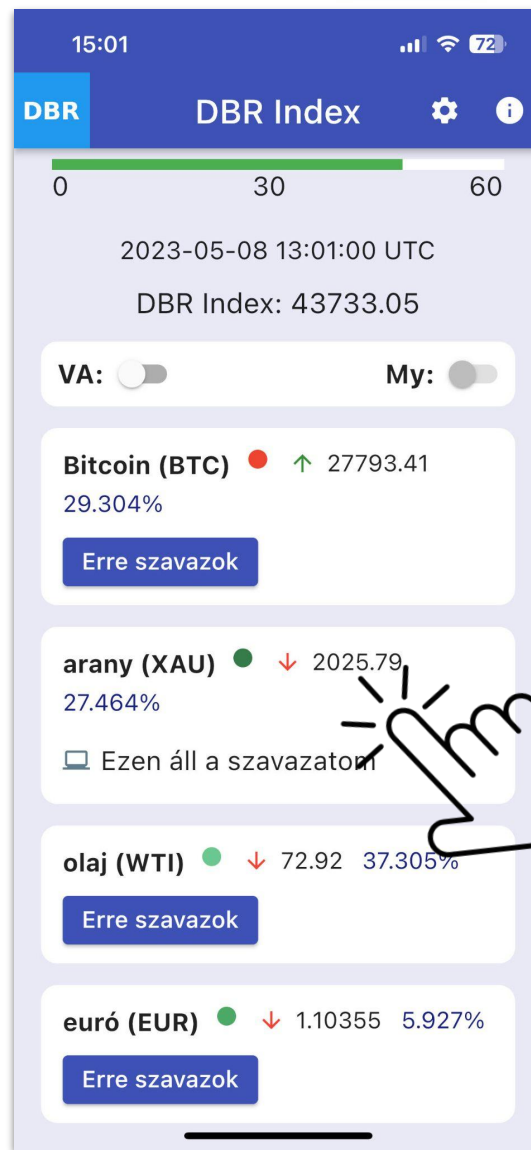 15:01 72
DBR DBR Index
0 30 60
2023-05-08 13:01:00 UTC
DBR Index: 43733.05
VA: My:
Bitcoin (BTC) ↑ 27793.41
29.304%
Erre szavazok
arany (XAU) ↓ 2025.79
27.464%
Ezen áll a szavazatom
olaj (WTI) ↓ 72.92 37.305%
Erre szavazok
euró (EUR) ↓ 1.10355 5.927%
Erre szavazok